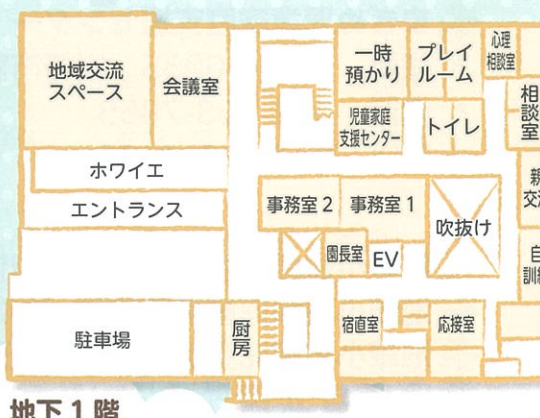 地域交流
スペース
会議室
一時
預かり
プレイ
ルーム
心理
相談室
児童家庭
支援センター
トイレ
相談室
ホワイエ
エントランス
事務室2
事務室1
吹抜け
親
交
園長室
EV
自
訓
駐車場
厨房
宿直室
応接室
地下1階